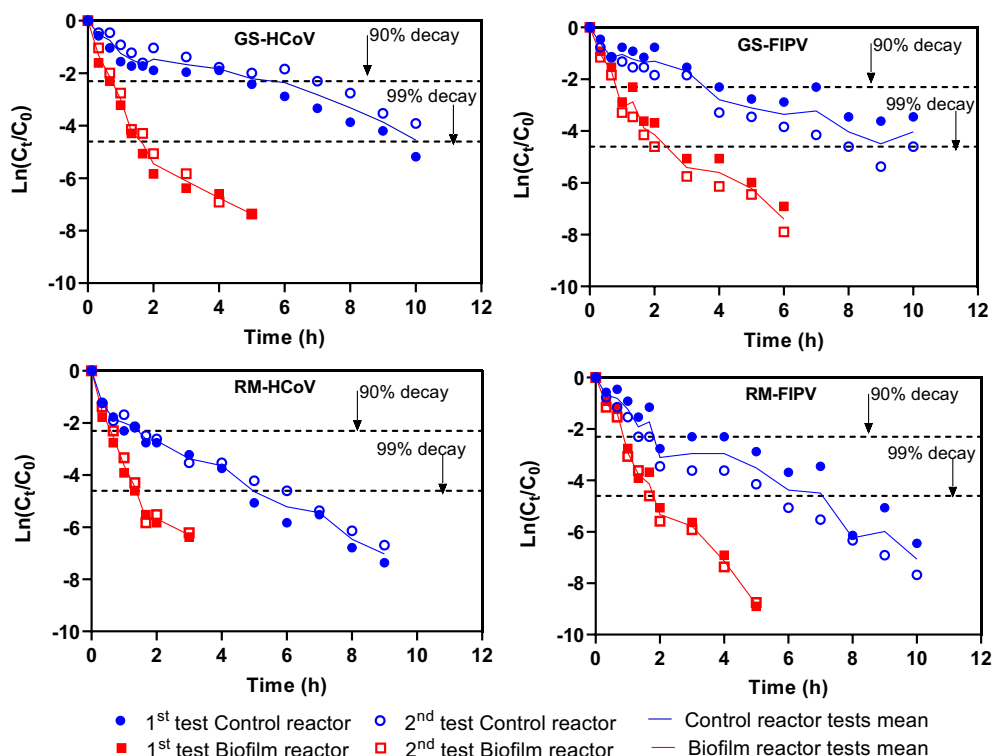 GS-HCoV
90% decay
99% decay
Ln(Ct/C0)
0
-2
-4
-6
-8
-10
0 2 4 6 8 10 12
Time (h)
GS-FIPV
90% decay
99% decay
Ln(Ct/C0)
0
-2
-4
-6
-8
-10
0 2 4 6 8 10 12
Time (h)
RM-HCoV
90% decay
99% decay
Ln(Ct/C0)
0
-2
-4
-6
-8
-10
0 2 4 6 8 10 12
Time (h)
RM-FIPV
90% decay
99% decay
Ln(Ct/C0)
0
-2
-4
-6
-8
-10
0 2 4 6 8 10 12
Time (h)
1st test Control reactor 2nd test Control reactor Control reactor tests mean
1st test Biofilm reactor 2nd test Biofilm reactor Biofilm reactor tests mean